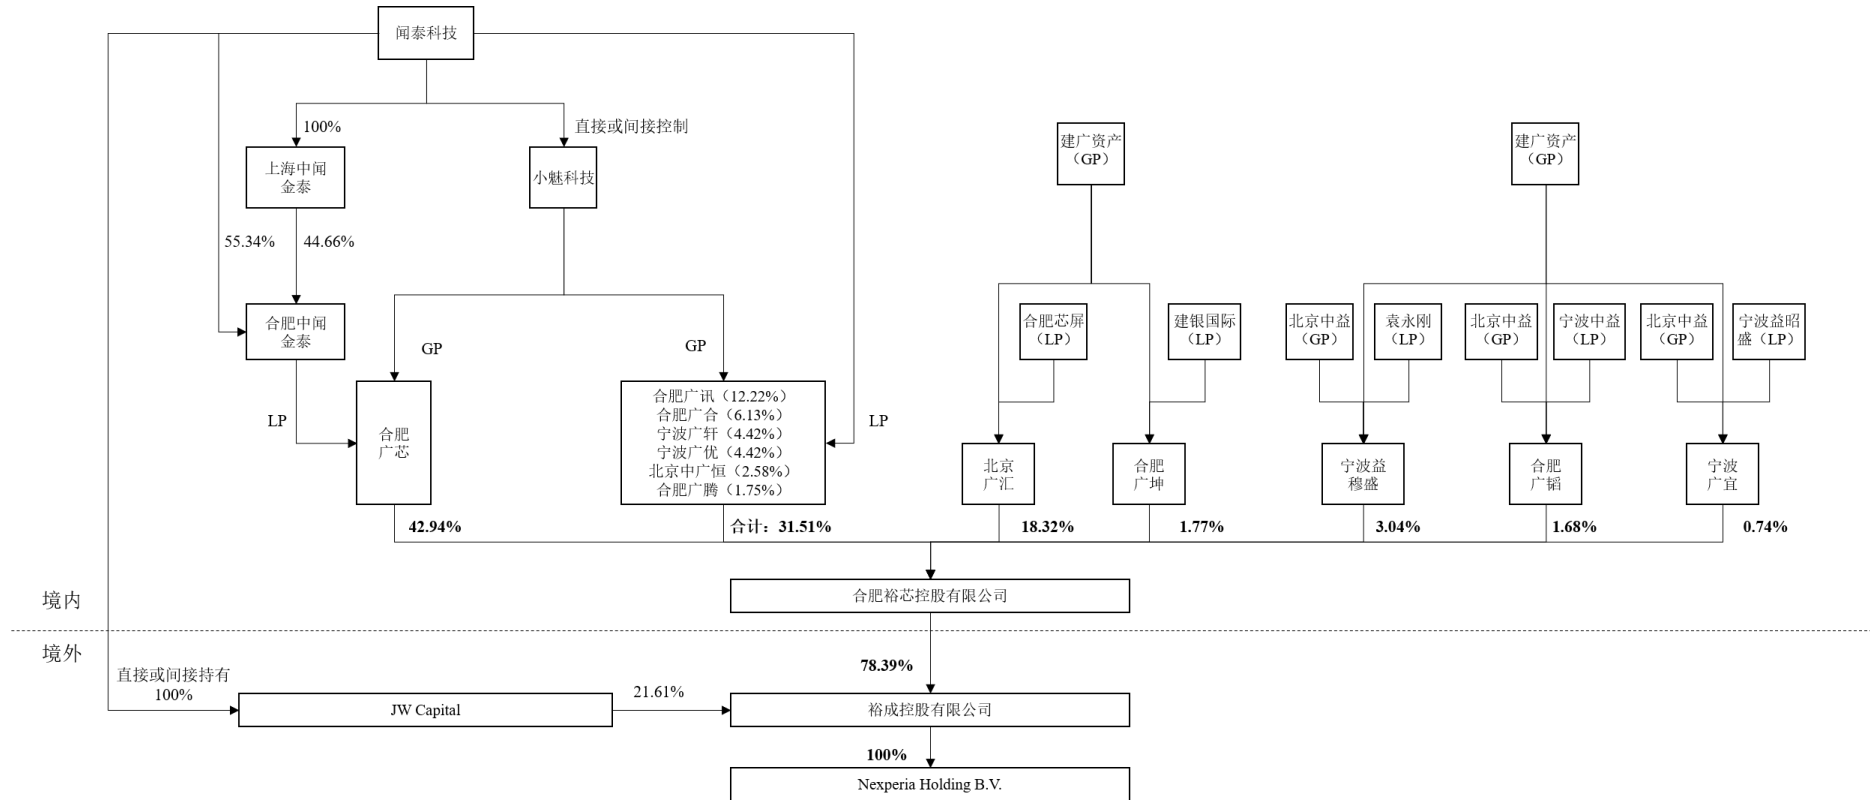 闻泰科技
100%
直接或间接控制
上海中闻
金泰
小魅科技
建广资产
（GP）
建广资产
（GP）
55.34%
44.66%
合肥中闻
金泰
合肥芯屏
（LP）
建银国际
（LP）
北京中益
（GP）
袁永刚
（LP）
北京中益
（GP）
宁波中益
（LP）
北京中益
（GP）
宁波益昭
盛（LP）
GP
GP
LP
合肥
广芯
合肥广讯（12.22%）
合肥广合（6.13%）
宁波广轩（4.42%）
宁波广优（4.42%）
北京中广恒（2.58%）
合肥广腾（1.75%）
LP
北京
广汇
合肥
广坤
宁波益
穆盛
合肥
广韬
宁波
广宜
42.94%
合计：31.51%
18.32%
1.77%
3.04%
1.68%
0.74%
合肥裕芯控股有限公司
境内
境外
78.39%
直接或间接持有
100%
JW Capital
21.61%
裕成控股有限公司
100%
Nexperia Holding B.V.